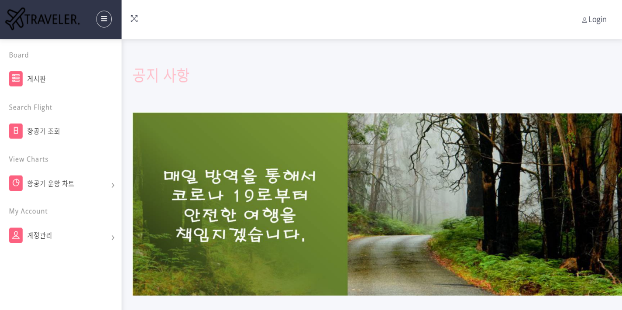 TRAVELER.
Login
Board
게시판
Search Flight
항공기 조회
View Charts
항공기 운항 차트
My Account
계정관리
공지 사항
매일 방역을 통해서
코로나 19로부터
안전한 여행을
책임지겠습니다.